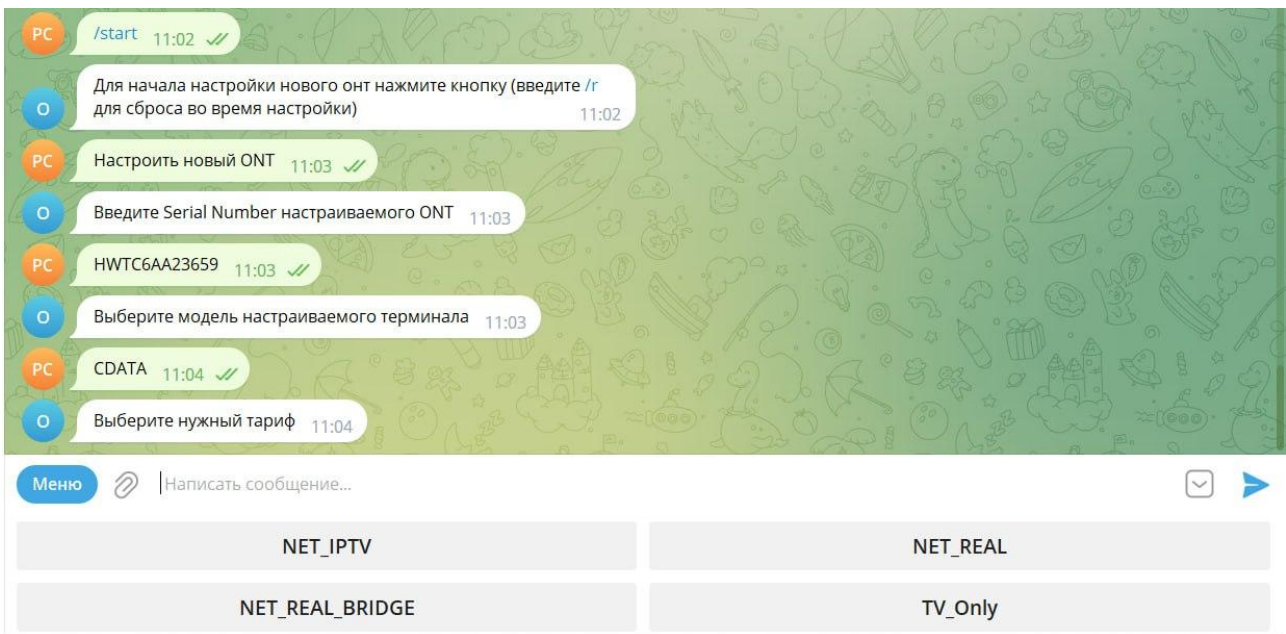 PC
/start 11:02
Для начала настройки нового онт нажмите кнопку (введите /r
для сброса во время настройки) 11:02
О
PC
Настроить новый ONT 11:03
О
Введите Serial Number настраиваемого ONT 11:03
PC
HWTC6AA23659 11:03
О
Выберите модель настраиваемого терминала 11:03
PC
CDATA 11:04
О
Выберите нужный тариф 11:04
Меню
Написать сообщение...
NET_IPTV
NET_REAL
NET_REAL_BRIDGE
TV_Only